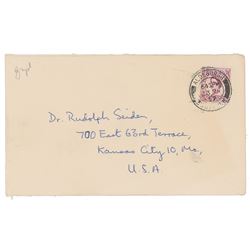 Dr. Rudolph Seiden,
700 East 63rd Terrace,
Kansas City 10, Mo,
U.S.A